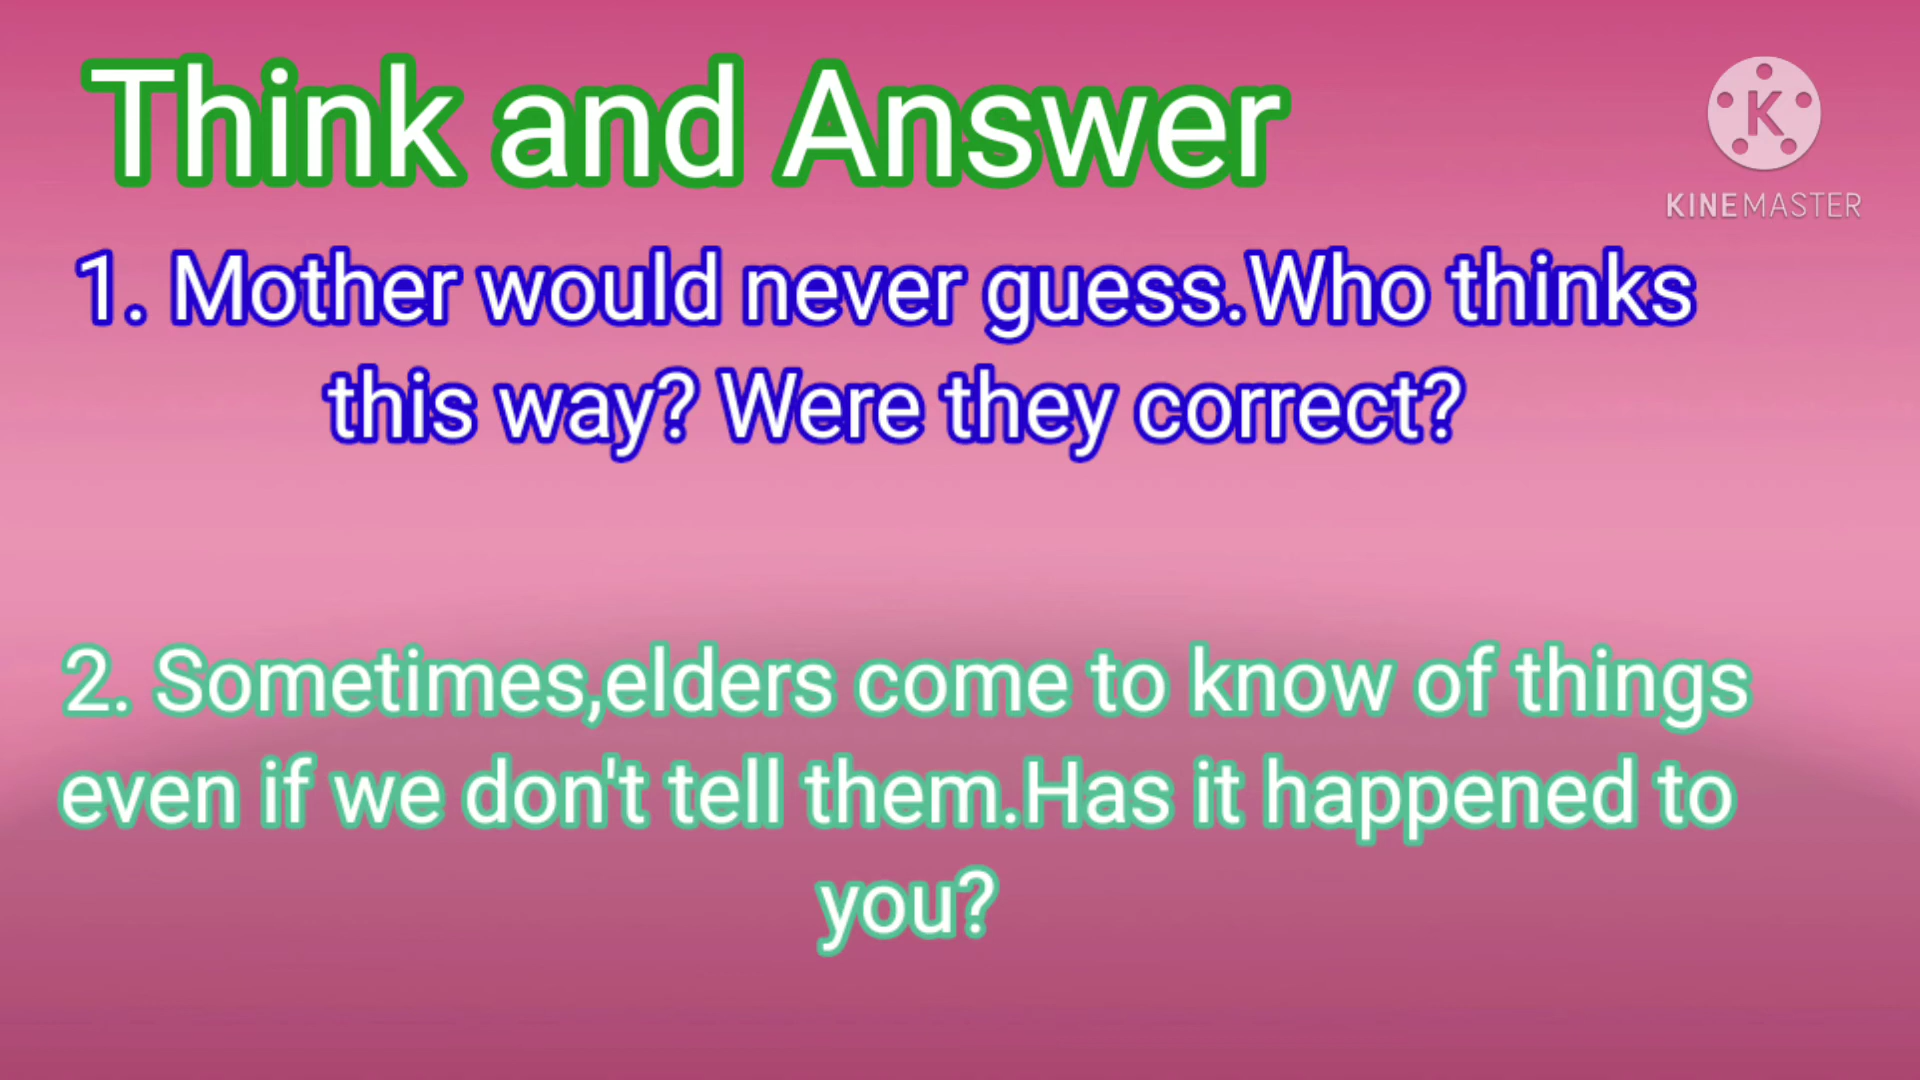 Think and Answer
KINEMASTER
1. Mother would never guess.Who thinks
this way? Were they correct?
2. Sometimes,elders come to know of things
even if we don't tell them.Has it happened to
you?